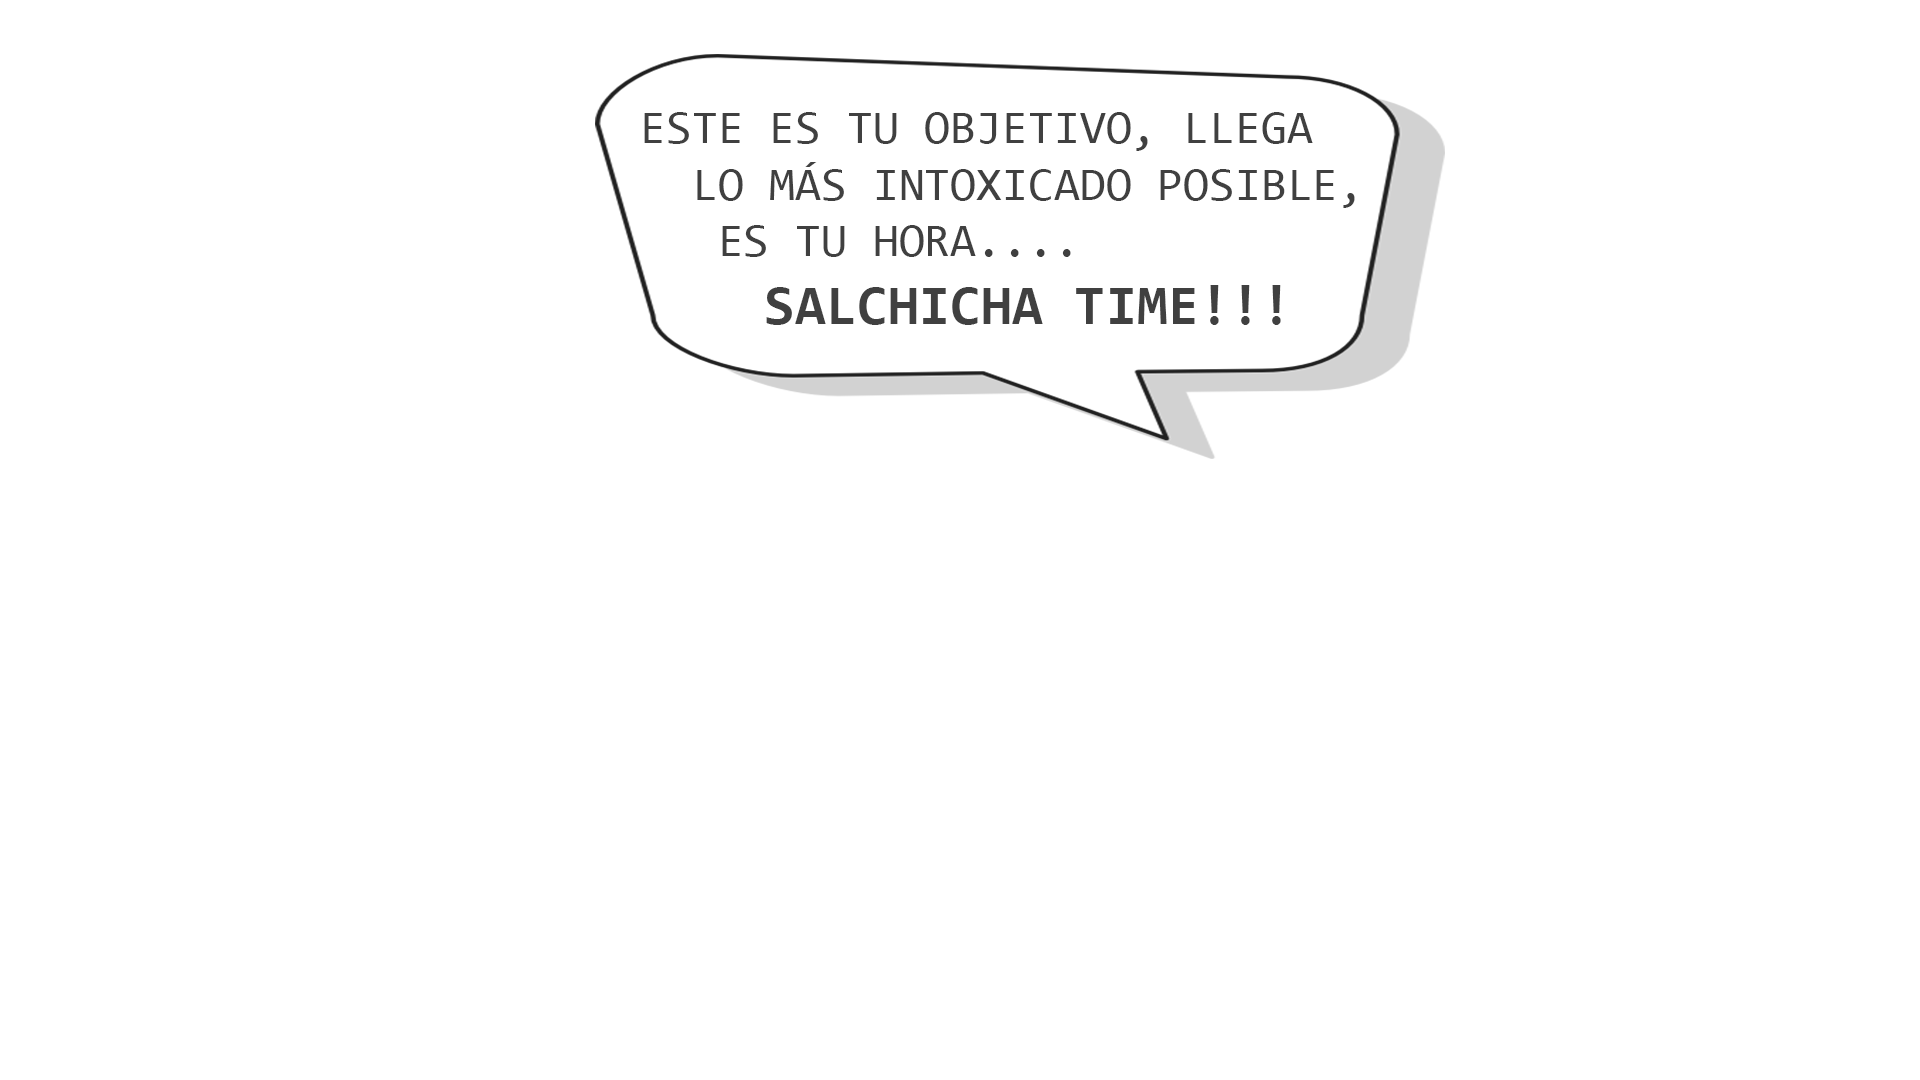 ESTE ES TU OBJETIVO, LLEGA
LO MÁS INTOXICADO POSIBLE,
ES TU HORA....
SALCHICHA TIME!!!